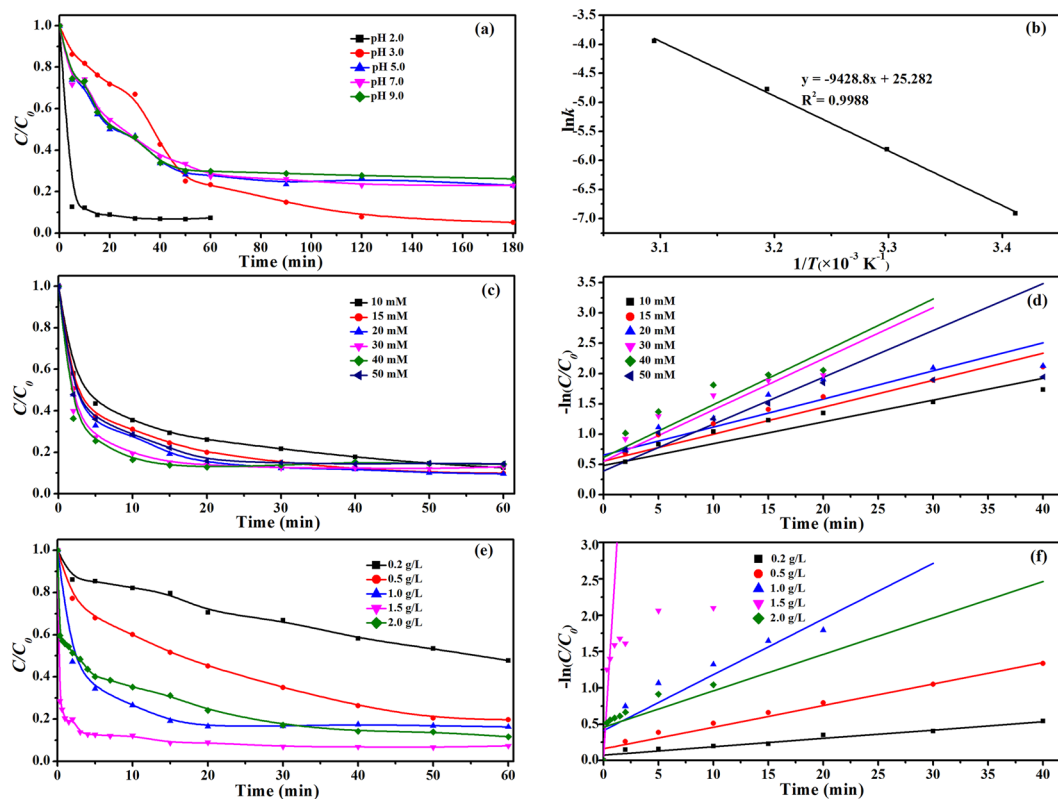 (a)
pH 2.0
pH 3.0
pH 5.0
pH 7.0
pH 9.0
C/C0
1.0
0.8
0.6
0.4
0.2
0.0
0 20 40 60 80 100 120 140 160 180
Time (min)
(b)
y = -9428.8x + 25.282
R2= 0.9988
lnk
-3.5
-4.0
-4.5
-5.0
-5.5
-6.0
-6.5
-7.0
3.1 3.2 3.3 3.4
1/T(×10-3 K-1)
(c)
10 mM
15 mM
20 mM
30 mM
40 mM
50 mM
C/C0
1.0
0.8
0.6
0.4
0.2
0.0
0 10 20 30 40 50 60
Time (min)
(d)
10 mM
15 mM
20 mM
30 mM
40 mM
50 mM
-ln(C/C0)
3.5
3.0
2.5
2.0
1.5
1.0
0.5
0.0
0 5 10 15 20 25 30 35 40
Time (min)
(e)
0.2 g/L
0.5 g/L
1.0 g/L
1.5 g/L
2.0 g/L
C/C0
1.0
0.8
0.6
0.4
0.2
0.0
0 10 20 30 40 50 60
Time (min)
(f)
0.2 g/L
0.5 g/L
1.0 g/L
1.5 g/L
2.0 g/L
-ln(C/C0)
3.0
2.5
2.0
1.5
1.0
0.5
0.0
0 5 10 15 20 25 30 35 40
Time (min)